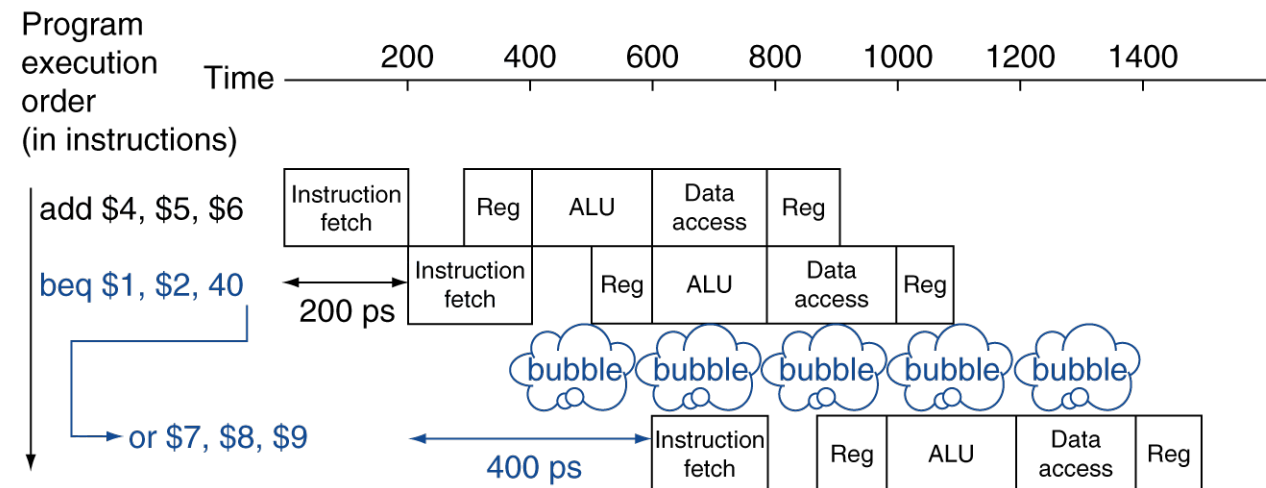 Program
execution
order
(in instructions)
Time
200 400 600 800 1000 1200 1400
add $4, $5, $6
Instruction
fetch
Reg
ALU
Data
access
Reg
beq $1, $2, 40
200 ps
Instruction
fetch
Reg
ALU
Data
access
Reg
bubble bubble bubble bubble bubble
or $7, $8, $9
400 ps
Instruction
fetch
Reg
ALU
Data
access
Reg